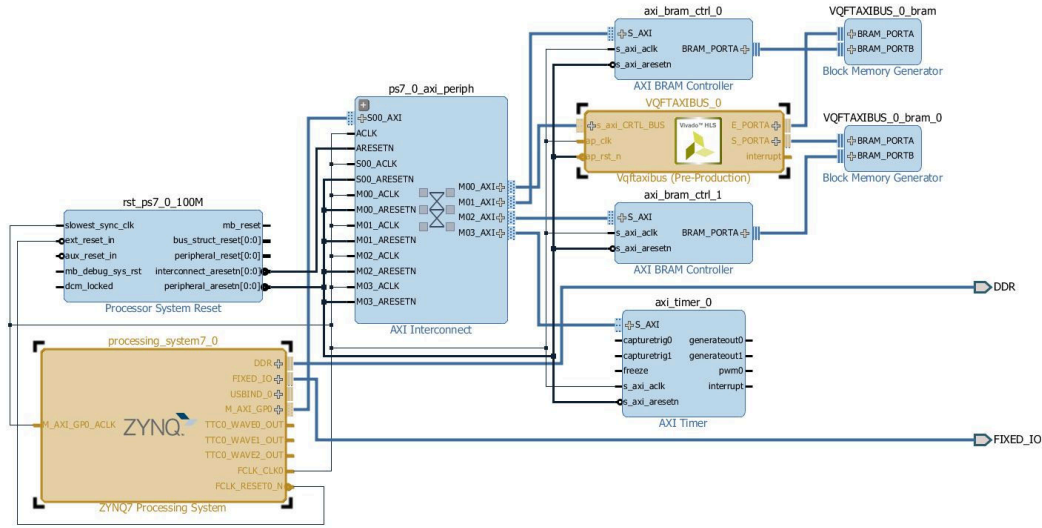 axi_bram_ctrl_0
S_AXI
s_axi_aclk
s_axi_aresetn
BRAM_PORTA
AXI BRAM Controller
VQFTAXIBUS_0_bram
BRAM_PORTA
BRAM_PORTB
Block Memory Generator
ps7_0_axi_periph
S00_AXI
ACLK
ARESETN
S00_ACLK
S00_ARESETN
M00_ACLK
M00_ARESETN
M01_ACLK
M01_ARESETN
M02_ACLK
M02_ARESETN
M03_ACLK
M03_ARESETN
M00_AXI
M01_AXI
M02_AXI
M03_AXI
AXI Interconnect
VQFTAXIBUS_0
s_axi_CRTL_BUS
ap_clk
ap_rst_n
Vivado™ HLS
E_PORTA
S_PORTA
interrupt
Vqftaxibus (Pre-Production)
VQFTAXIBUS_0_bram_0
BRAM_PORTA
BRAM_PORTB
Block Memory Generator
axi_bram_ctrl_1
S_AXI
s_axi_aclk
s_axi_aresetn
BRAM_PORTA
AXI BRAM Controller
rst_ps7_0_100M
slowest_sync_clk
ext_reset_in
aux_reset_in
mb_debug_sys_rst
dcm_locked
mb_reset
bus_struct_reset[0:0]
peripheral_reset[0:0]
interconnect_aresetn[0:0]
peripheral_aresetn[0:0]
Processor System Reset
DDR
axi_timer_0
S_AXI
capturetrig0
capturetrig1
freeze
s_axi_aclk
s_axi_aresetn
generateout0
generateout1
pwm0
interrupt
AXI Timer
processing_system7_0
M_AXI_GP0_ACLK
ZYNQ
DDR
FIXED_IO
USBIND_0
M_AXI_GP0
TTC0_WAVE0_OUT
TTC0_WAVE1_OUT
TTC0_WAVE2_OUT
FCLK_CLK0
FCLK_RESET0_N
ZYNQ7 Processing System
FIXED_IO